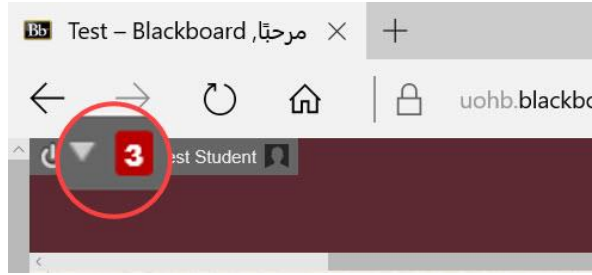 Bb Test – Blackboard ,مرحبًا
uohb.blackbo
3 est Student